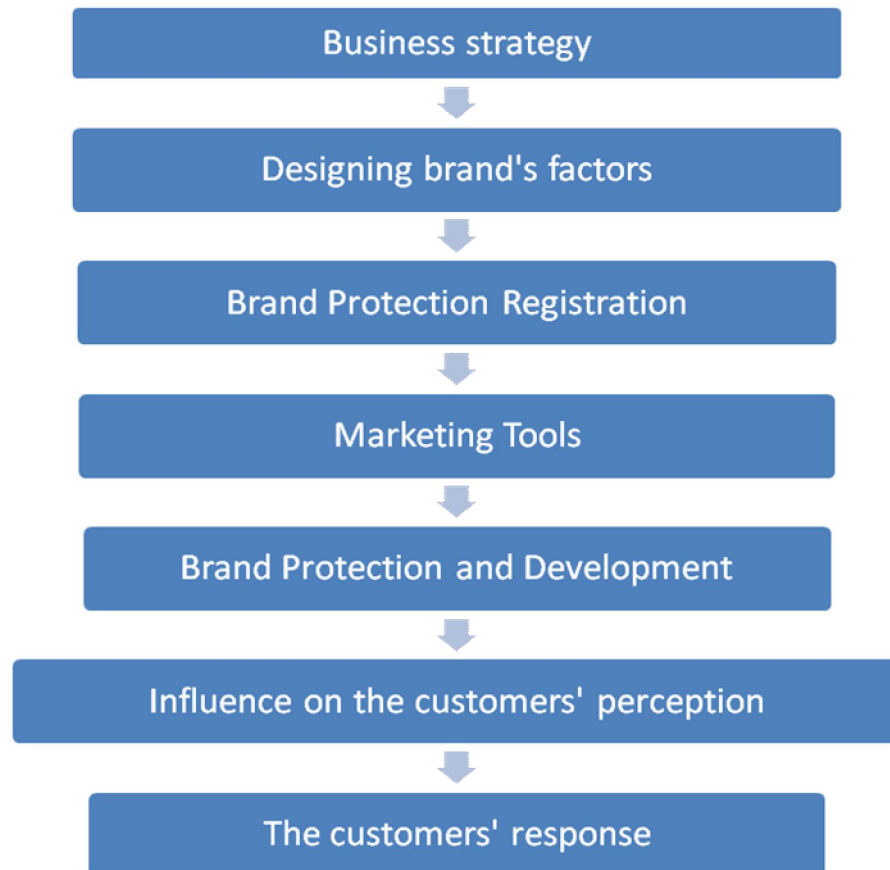 Business strategy
Designing brand's factors
Brand Protection Registration
Marketing Tools
Brand Protection and Development
Influence on the customers' perception
The customers' response